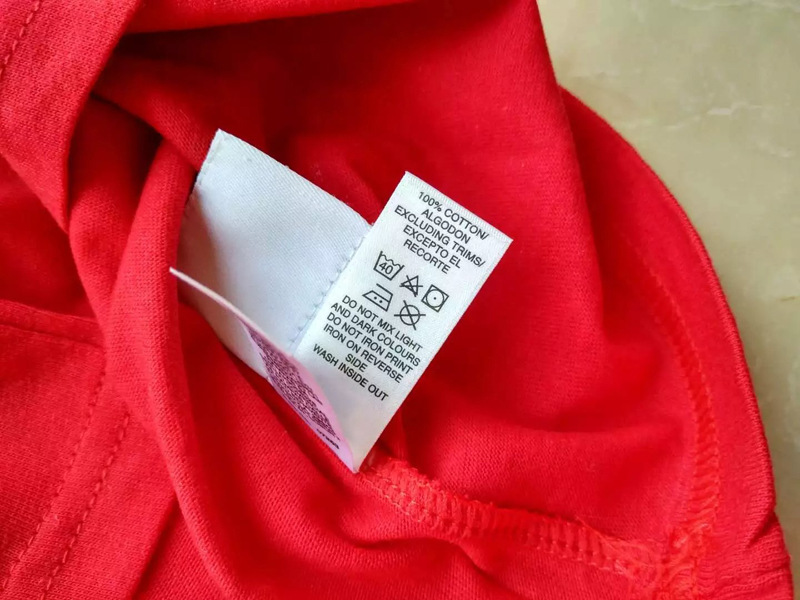 100% COTTON/
ALGODON
EXCLUDING TRIMS/
EXCEPTO EL
RECORTE
40
DO NOT MIX LIGHT
AND DARK COLOURS
DO NOT IRON PRINT
IRON ON REVERSE
SIDE
WASH INSIDE OUT